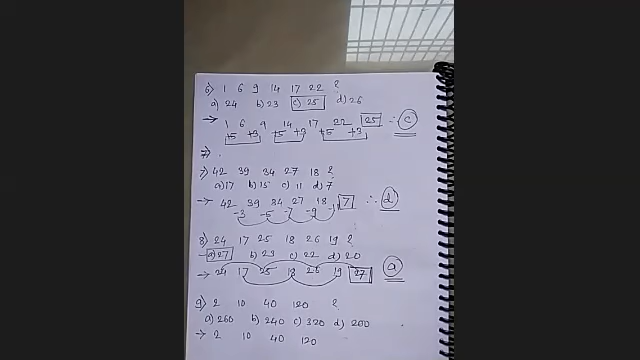 6) 1 6 9 14 17 22 ?
a) 24 b) 23 c) 25 d) 26
→ 1 6 9 14 17 22 25 ∴ c
+5 +3 +5 +3 +5 +3
7) .
7) 42 39 34 27 18 ?
a) 17 b) 15 c) 11 d) 7
→ 42 39 34 27 18 7 ∴ d
-3 -5 -7 -9 -11
8) 24 17 25 18 26 19 ?
a) 27 b) 29 c) 22 d) 20
→ 24 17 25 18 26 19 27 a
9) 2 10 40 120 ?
a) 260 b) 240 c) 320 d) 200
→ 2 10 40 120